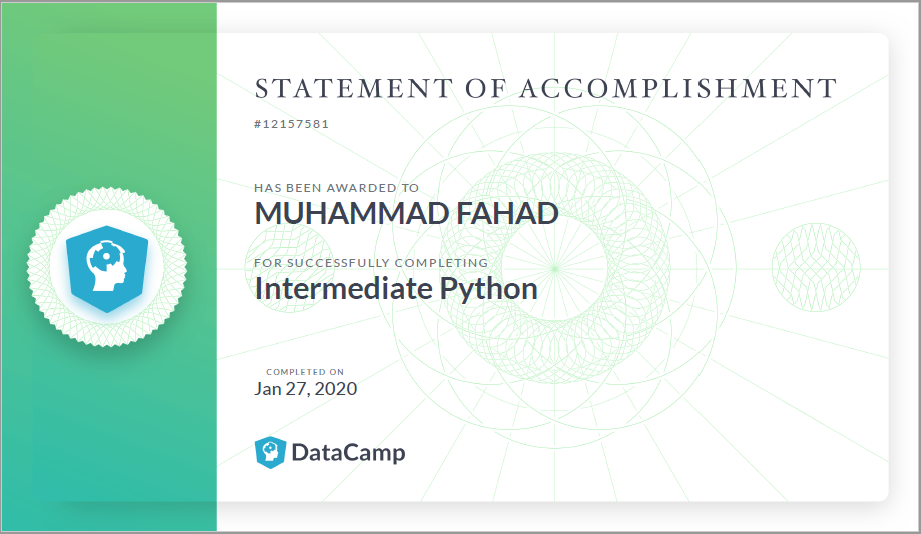 STATEMENT OF ACCOMPLISHMENT
#12157581
HAS BEEN AWARDED TO
MUHAMMAD FAHAD
FOR SUCCESSFULLY COMPLETING
Intermediate Python
COMPLETED ON
Jan 27, 2020
DataCamp